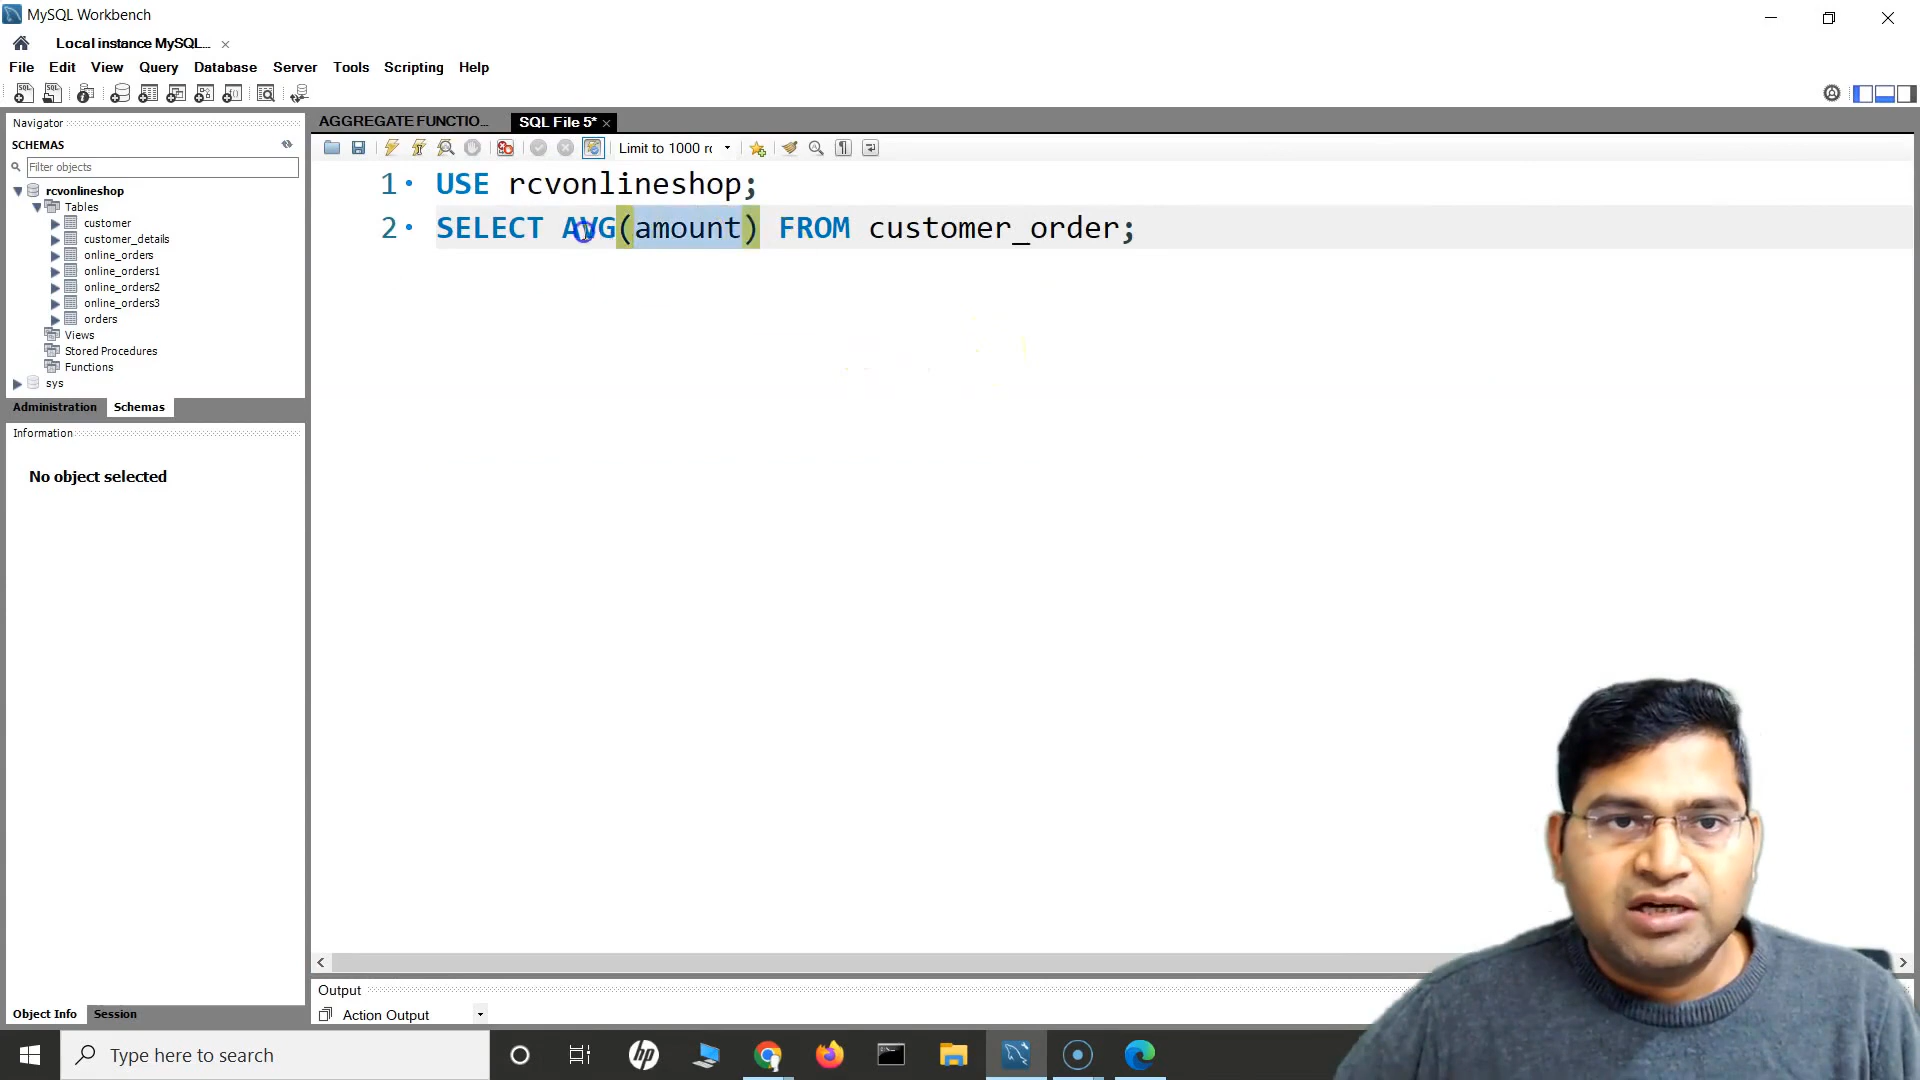 MySQL Workbench
Local instance MySQL...
File Edit View Query Database Server Tools Scripting Help
Navigator
SCHEMAS
Filter objects
rcvonlineshop
Tables
customer
customer_details
online_orders
online_orders1
online_orders2
online_orders3
orders
Views
Stored Procedures
Functions
sys
Administration Schemas
Information
No object selected
Object Info Session
AGGREGATE FUNCTIO... SQL File 5*
Limit to 1000 rc
1 USE rcvonlineshop;
2 SELECT AVG(amount) FROM customer_order;
Output
Action Output
Type here to search
hp